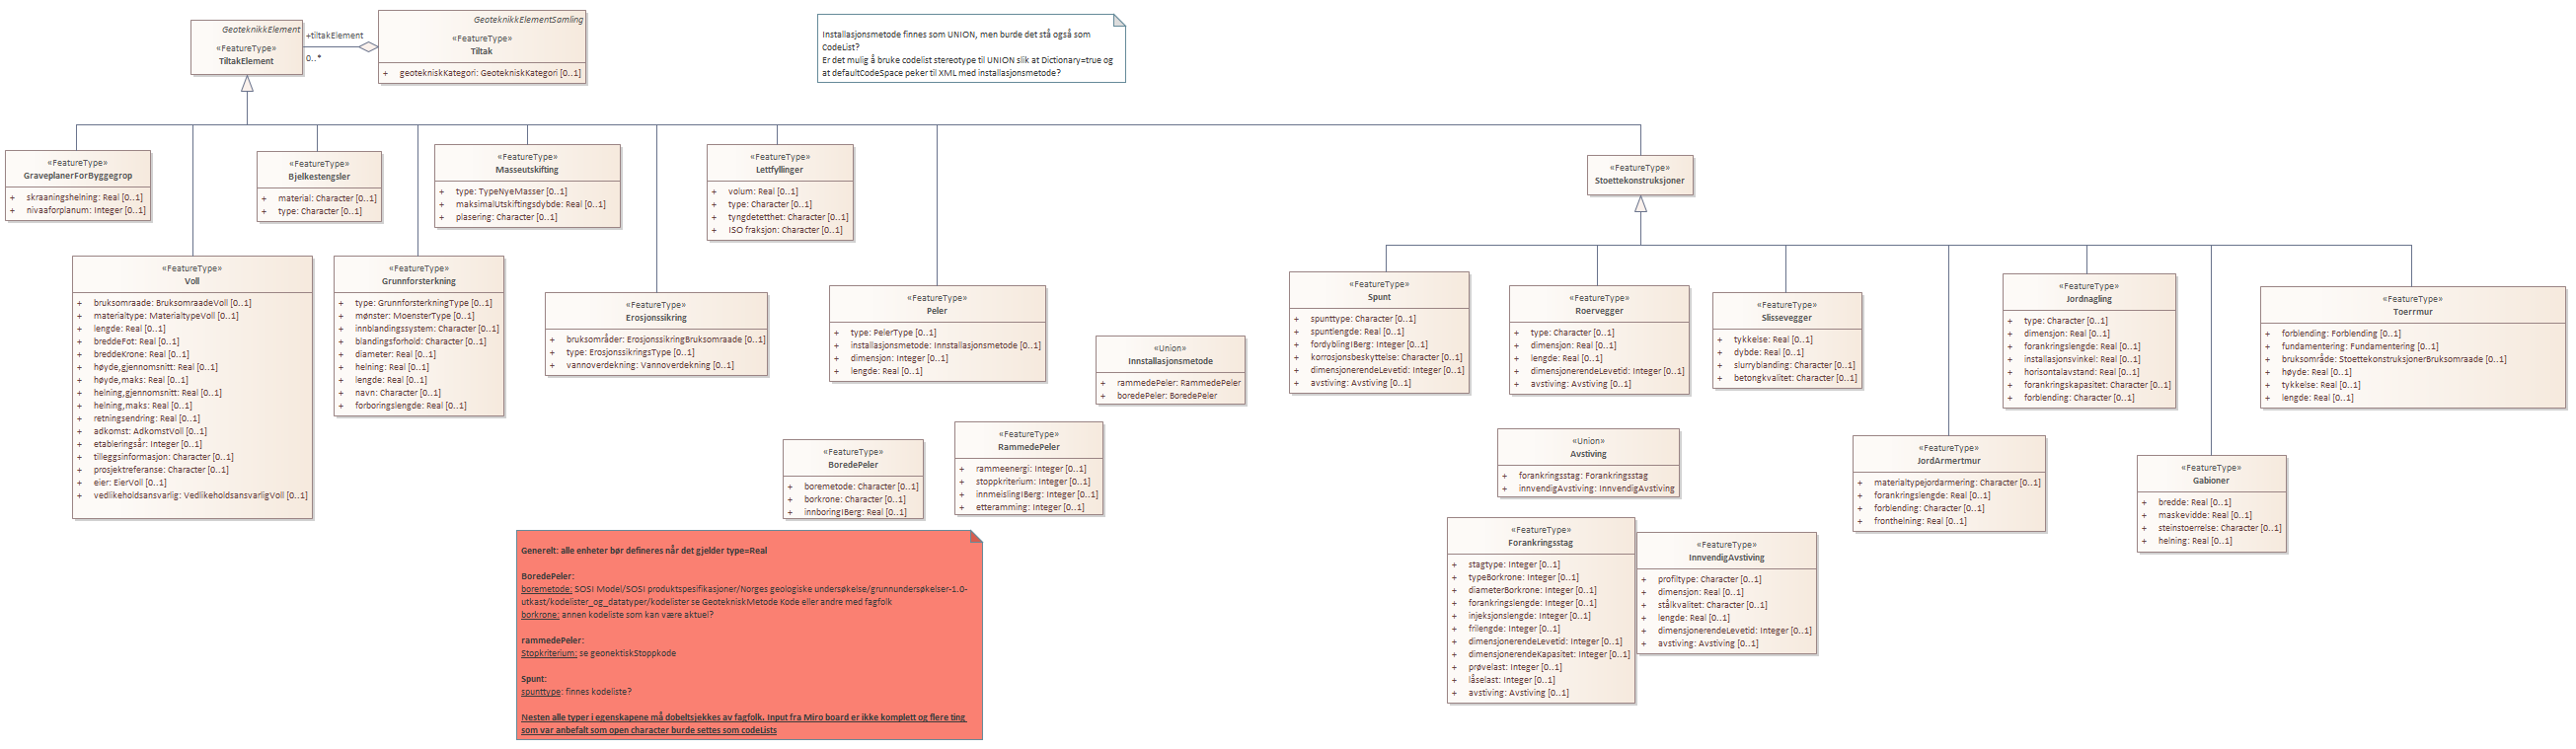 GeoteknikkElement
«FeatureType»
TiltakElement
+tiltakElement
0..*
GeoteknikkElementSamling
«FeatureType»
Tiltak
+ geotekniskKategori: GeotekniskKategori [0..1]
Installasjonsmetode finnes som UNION, men burde det stå også som
CodeList?
Er det mulig å bruke codelist stereotype til UNION slik at Dictionary=true og
at defaultCodeSpace peker til XML med installasjonsmetode?
«FeatureType»
GraveplanerForByggegrop
+ skraaningshelning: Real [0..1]
+ nivaaforplanum: Integer [0..1]
«FeatureType»
Bjelkestengsler
+ material: Character [0..1]
+ type: Character [0..1]
«FeatureType»
Masseutskifting
+ type: TypeNyeMasser [0..1]
+ maksimalUtskiftingsdybde: Real [0..1]
+ plasering: Character [0..1]
«FeatureType»
Lettfyllinger
+ volum: Real [0..1]
+ type: Character [0..1]
+ tyngdetetthet: Character [0..1]
+ ISO fraksjon: Character [0..1]
«FeatureType»
Stoettekonstruksjoner
«FeatureType»
Voll
+ bruksomraade: BruksomraadeVoll [0..1]
+ materialtype: MaterialtypeVoll [0..1]
+ lengde: Real [0..1]
+ breddeFot: Real [0..1]
+ breddeKrone: Real [0..1]
+ høyde,gjennomsnitt: Real [0..1]
+ høyde,maks: Real [0..1]
+ helning,gjennomsnitt: Real [0..1]
+ helning,maks: Real [0..1]
+ retningsendring: Real [0..1]
+ adkomst: AdkomstVoll [0..1]
+ etableringsår: Integer [0..1]
+ tilleggsinformasjon: Character [0..1]
+ prosjektreferanse: Character [0..1]
+ eier: EierVoll [0..1]
+ vedlikeholdsansvarlig: VedlikeholdsansvarligVoll [0..1]
«FeatureType»
Grunnforsterkning
+ type: GrunnforsterkningType [0..1]
+ mønster: MoensterType [0..1]
+ innblandingssystem: Character [0..1]
+ blandingsforhold: Character [0..1]
+ diameter: Real [0..1]
+ helning: Real [0..1]
+ lengde: Real [0..1]
+ navn: Character [0..1]
+ forboringslengde: Real [0..1]
«FeatureType»
Erosjonssikring
+ bruksområder: ErosjonssikringBruksomraade [0..1]
+ type: ErosjonssikringsType [0..1]
+ vannoverdekning: Vannoverdekning [0..1]
«FeatureType»
Peler
+ type: PelerType [0..1]
+ installasjonsmetode: Innstallasjonsmetode [0..1]
+ dimensjon: Integer [0..1]
+ lengde: Real [0..1]
«Union»
Innstallasjonsmetode
+ rammedePeler: RammedePeler
+ boredePeler: BoredePeler
«FeatureType»
BoredePeler
+ boremetode: Character [0..1]
+ borkrone: Character [0..1]
+ innboringIBerg: Real [0..1]
«FeatureType»
RammedePeler
+ rammeenergi: Integer [0..1]
+ stoppkriterium: Integer [0..1]
+ innmeislingIBerg: Integer [0..1]
+ etteramming: Integer [0..1]
«FeatureType»
Spunt
+ spunttype: Character [0..1]
+ spuntlengde: Real [0..1]
+ fordyblingIBerg: Integer [0..1]
+ korrosjonsbeskyttelse: Character [0..1]
+ dimensjonerendeLevetid: Integer [0..1]
+ avstiving: Avstiving [0..1]
«FeatureType»
Roervegger
+ type: Character [0..1]
+ dimensjon: Real [0..1]
+ lengde: Real [0..1]
+ dimensjonerendeLevetid: Integer [0..1]
+ avstiving: Avstiving [0..1]
«FeatureType»
Slissevegger
+ tykkelse: Real [0..1]
+ dybde: Real [0..1]
+ slurryblanding: Character [0..1]
+ betongkvalitet: Character [0..1]
«FeatureType»
Jordnagling
+ type: Character [0..1]
+ dimensjon: Real [0..1]
+ forankringslengde: Real [0..1]
+ installasjonsvinkel: Real [0..1]
+ horisontalavstand: Real [0..1]
+ forankringskapasitet: Character [0..1]
+ forblending: Character [0..1]
«FeatureType»
Toerrmur
+ forblending: Forblending [0..1]
+ fundamentering: Fundamentering [0..1]
+ bruksområde: StoettekonstruksjonerBruksomraade [0..1]
+ høyde: Real [0..1]
+ tykkelse: Real [0..1]
+ lengde: Real [0..1]
«Union»
Avstiving
+ forankringsstag: Forankringsstag
+ innvendigAvstiving: InnvendigAvstiving
«FeatureType»
JordArmertmur
+ materialtypejordarmering: Character [0..1]
+ forankringslengde: Real [0..1]
+ forblending: Character [0..1]
+ fronthelning: Real [0..1]
«FeatureType»
Gabioner
+ bredde: Real [0..1]
+ maskevidde: Real [0..1]
+ steinstoerrelse: Character [0..1]
+ helning: Real [0..1]
«FeatureType»
Forankringsstag
+ stagtype: Integer [0..1]
+ typeBorkrone: Integer [0..1]
+ diameterBorkrone: Integer [0..1]
+ forankringslengde: Integer [0..1]
+ injeksjonslengde: Integer [0..1]
+ frilengde: Integer [0..1]
+ dimensjonerendeLevetid: Integer [0..1]
+ dimensjonerendeKapasitet: Integer [0..1]
+ prøvelast: Integer [0..1]
+ låselast: Integer [0..1]
+ avstiving: Avstiving [0..1]
«FeatureType»
InnvendigAvstiving
+ profiltype: Character [0..1]
+ dimensjon: Real [0..1]
+ stålkvalitet: Character [0..1]
+ lengde: Real [0..1]
+ dimensjonerendeLevetid: Integer [0..1]
+ avstiving: Avstiving [0..1]
Generelt: alle enheter bør defineres når det gjelder type=Real
BoredePeler:
boremetode: SOSI Model/SOSI produktspesifikasjoner/Norges geologiske undersøkelse/grunnundersøkelser-1.0-
utkast/kodelister_og_datatyper/kodelister se GeotekniskMetode Kode eller andre med fagfolk
borkrone: annen kodeliste som kan være aktuel?
rammedePeler:
Stopkriterium: se geonektiskStoppkode
Spunt:
spunttype: finnes kodeliste?
Nesten alle typer i egenskapene må dobeltsjekkes av fagfolk. Input fra Miro board er ikke komplett og flere ting
som var anbefalt som open character burde settes som codeLists